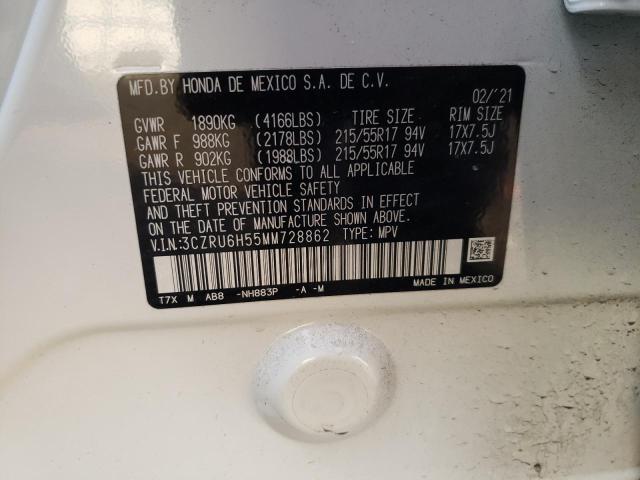 MFD. BY HONDA DE MEXICO S.A. DE C.V. 02/'21
GVWR 1890KG (4166LBS) TIRE SIZE RIM SIZE
GAWR F 988KG (2178LBS) 215/55R17 94V 17X7.5J
GAWR R 902KG (1988LBS) 215/55R17 94V 17X7.5J
THIS VEHICLE CONFORMS TO ALL APPLICABLE
FEDERAL MOTOR VEHICLE SAFETY
AND THEFT PREVENTION STANDARDS IN EFFECT
ON THE DATE OF MANUFACTURE SHOWN ABOVE.
V.I.N.:3CZRU6H55MM728862 TYPE: MPV
T7X M AB8 -NH883P -A -M MADE IN MEXICO